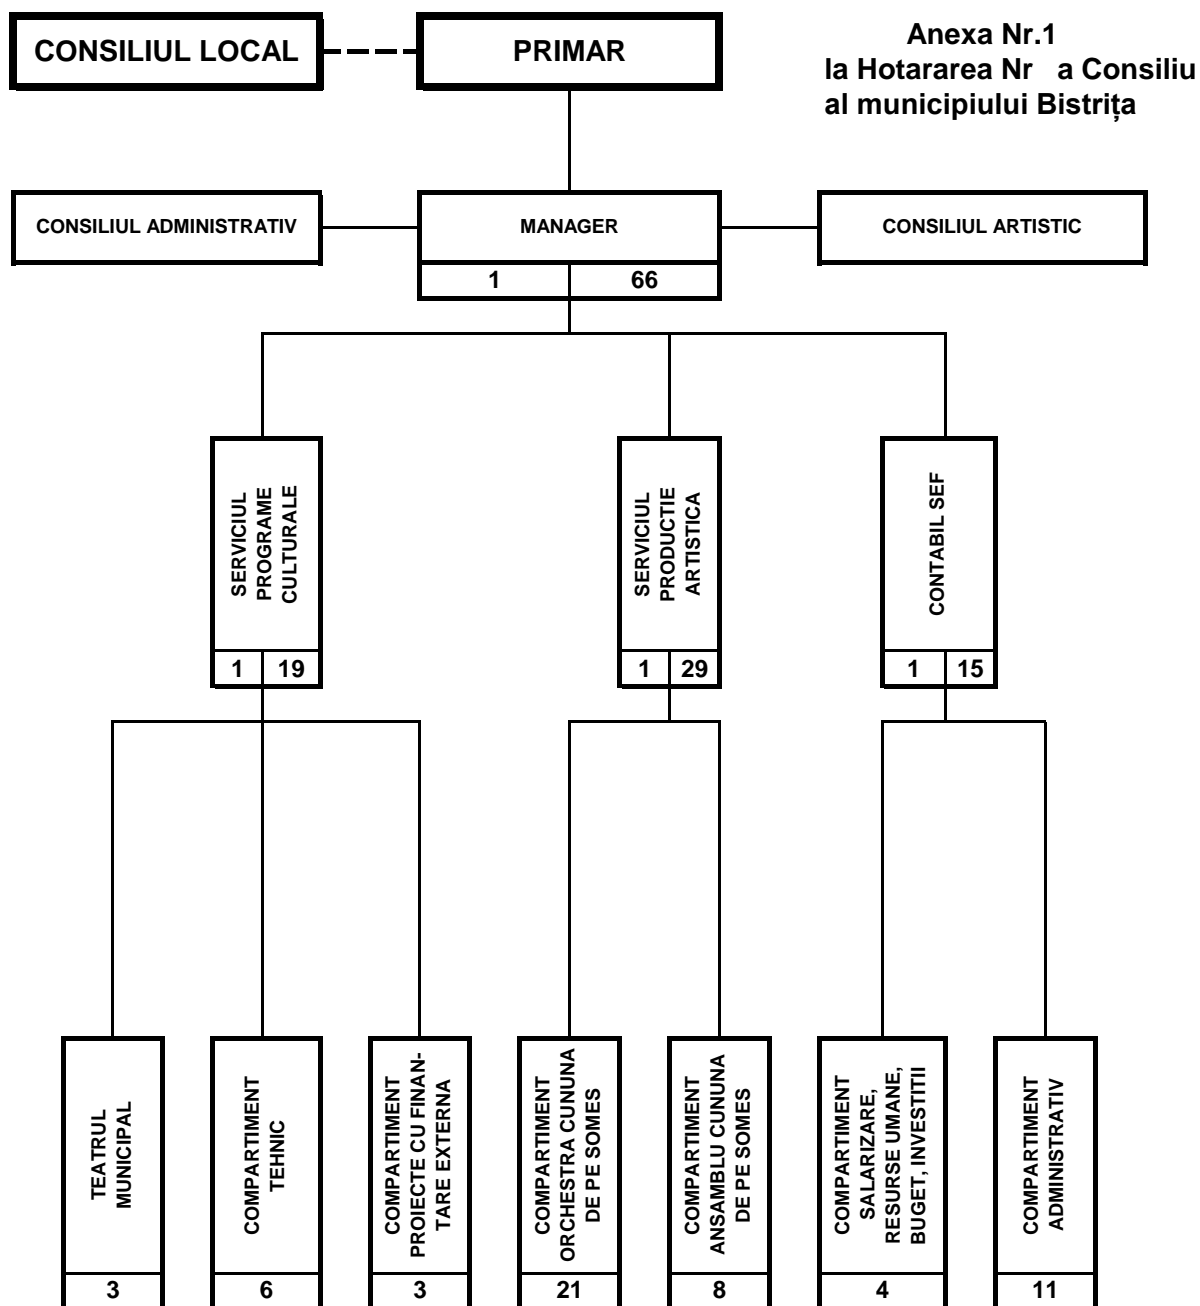 CONSILIUL LOCAL
PRIMAR
Anexa Nr.1
la Hotararea Nr a Consiliu
al municipiului Bistrița
CONSILIUL ADMINISTRATIV
MANAGER
CONSILIUL ARTISTIC
1 66
SERVICIUL
PROGRAME
CULTURALE
1 19
SERVICIUL
PRODUCTIE
ARTISTICA
1 29
CONTABIL SEF
1 15
TEATRUL
MUNICIPAL
3
COMPARTIMENT
TEHNIC
6
COMPARTIMENT
PROIECTE CU FINAN-
TARE EXTERNA
3
COMPARTIMENT
ORCHESTRA CUNUNA
DE PE SOMES
21
COMPARTIMENT
ANSAMBLU CUNUNA
DE PE SOMES
8
COMPARTIMENT
SALARIZARE,
RESURSE UMANE,
BUGET, INVESTITII
4
COMPARTIMENT
ADMINISTRATIV
11